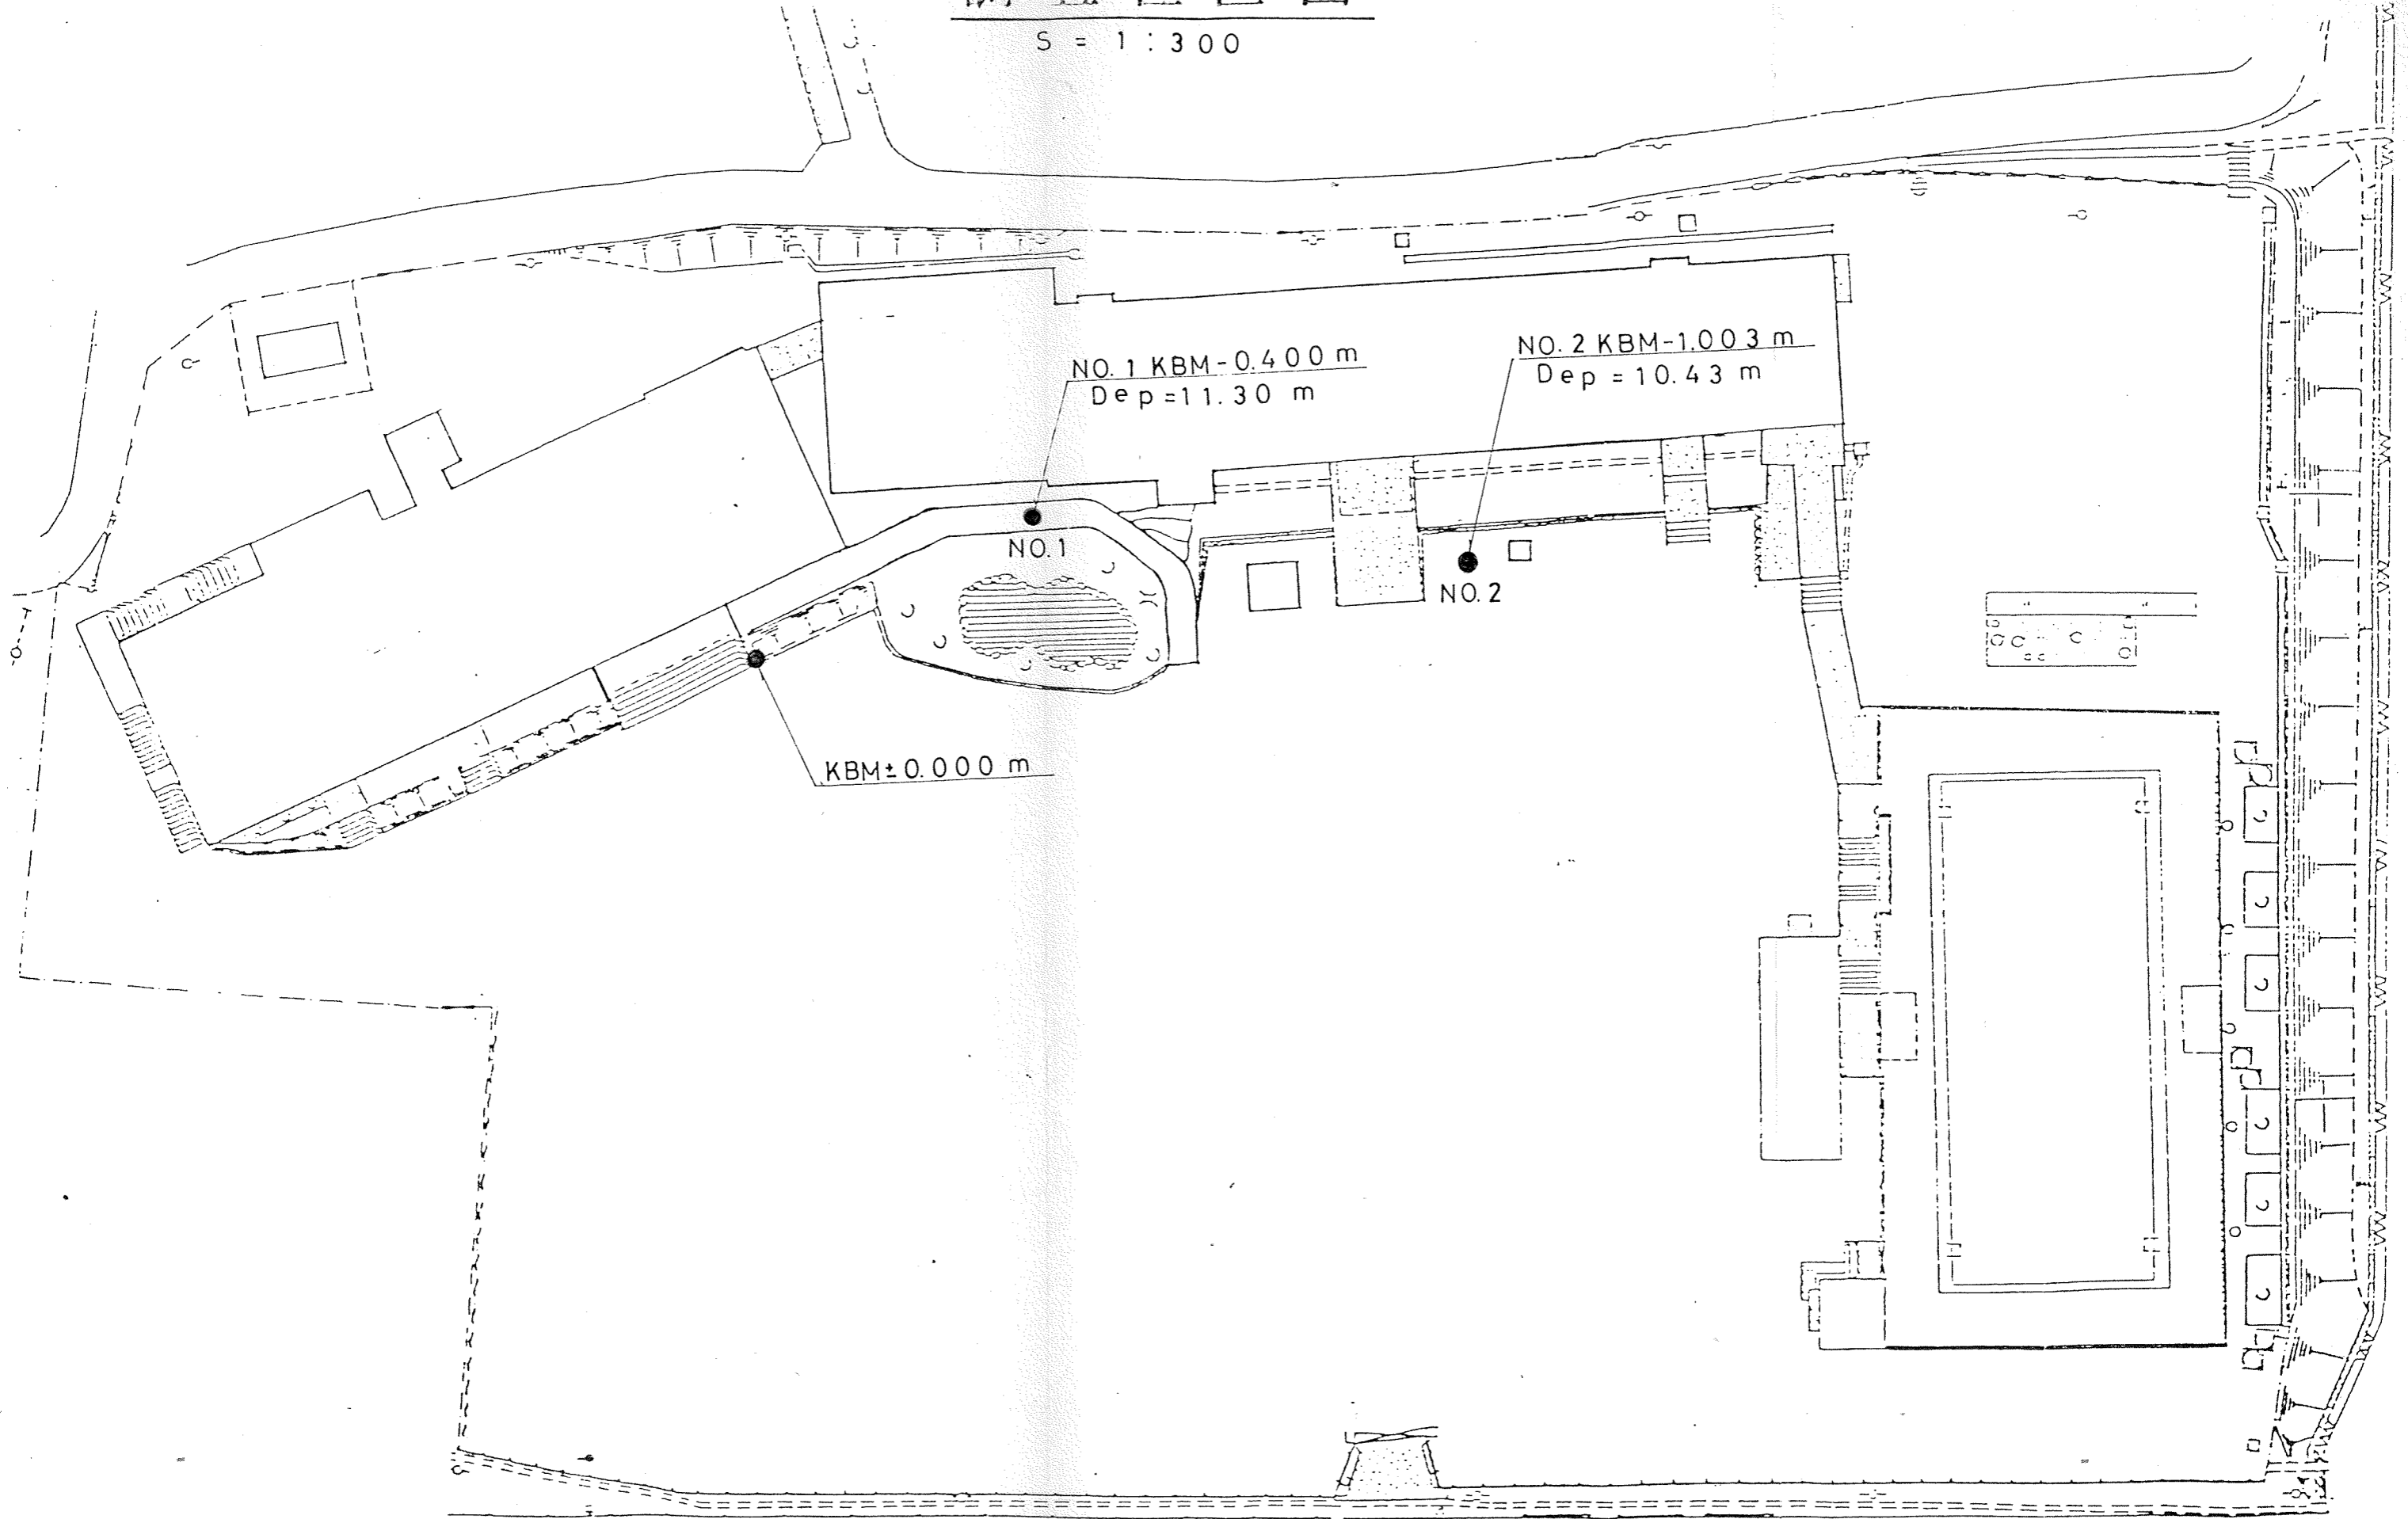 S = 1 : 300
NO. 1 KBM-0.400 m
Dep=11.30 m
NO. 2 KBM-1.003 m
Dep=10.43 m
NO.1
NO.2
KBM±0.000 m